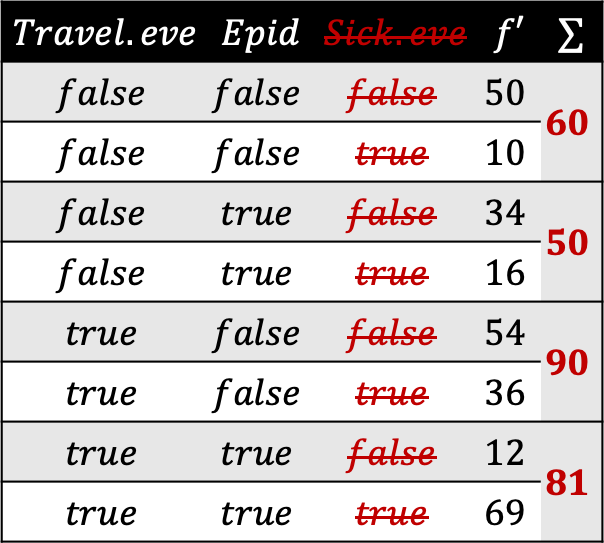 Travel.eve Epid Sick.eve f′ Σ
false false false 50
60
false false true 10
false true false 34
50
false true true 16
true false false 54
90
true false true 36
true true false 12
81
true true true 69